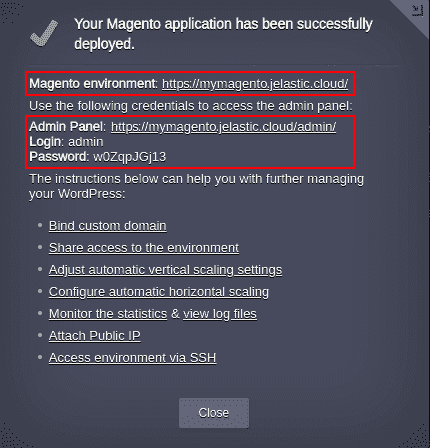 Your Magento application has been successfully
deployed.
Magento environment: https://mymagento.jelastic.cloud/
Use the following credentials to access the admin panel:
Admin Panel: https://mymagento.jelastic.cloud/admin/
Login: admin
Password: w0ZqpJGj13
The instructions below can help you with further managing
your WordPress:
• Bind custom domain
• Share access to the environment
• Adjust automatic vertical scaling settings
• Configure automatic horizontal scaling
• Monitor the statistics & view log files
• Attach Public IP
• Access environment via SSH
Close